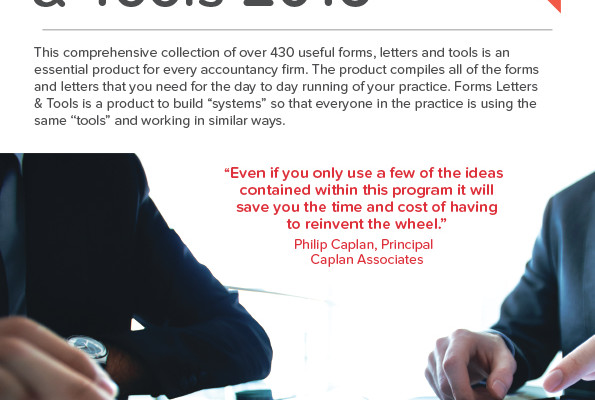 & Tools 2018
This comprehensive collection of over 430 useful forms, letters and tools is an
essential product for every accountancy firm. The product compiles all of the forms
and letters that you need for the day to day running of your practice. Forms Letters
& Tools is a product to build “systems” so that everyone in the practice is using the
same “tools” and working in similar ways.
“Even if you only use a few of the ideas
contained within this program it will
save you the time and cost of having
to reinvent the wheel.”
Philip Caplan, Principal
Caplan Associates